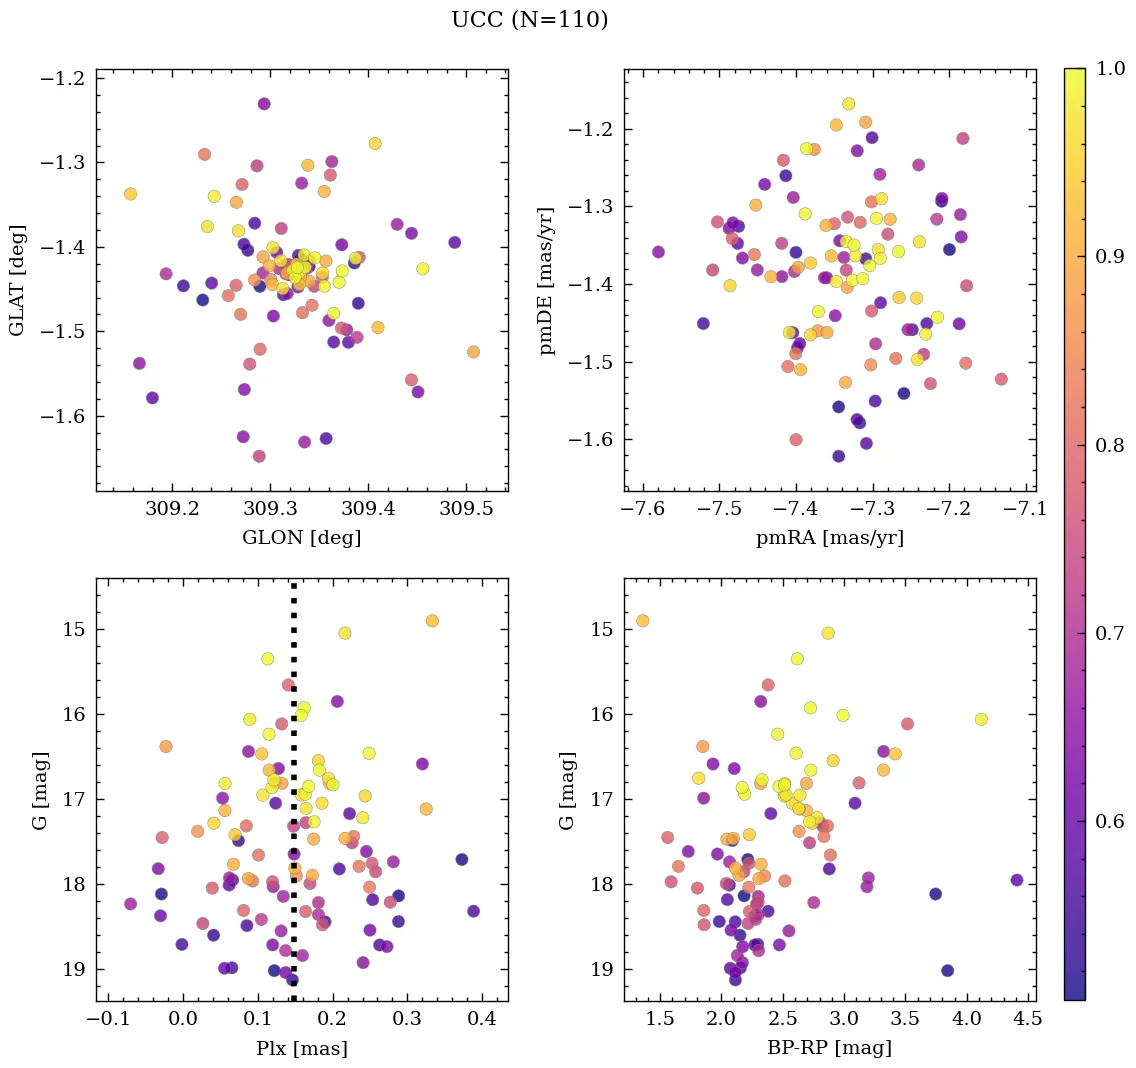 UCC (N=110)
−1.2
−1.3
−1.4
−1.5
−1.6
GLAT [deg]
309.2 309.3 309.4 309.5
GLON [deg]
−1.2
−1.3
−1.4
−1.5
−1.6
pmDE [mas/yr]
−7.6 −7.5 −7.4 −7.3 −7.2 −7.1
pmRA [mas/yr]
15
16
17
18
19
G [mag]
−0.1 0.0 0.1 0.2 0.3 0.4
Plx [mas]
15
16
17
18
19
G [mag]
1.5 2.0 2.5 3.0 3.5 4.0 4.5
BP-RP [mag]
1.0
0.9
0.8
0.7
0.6